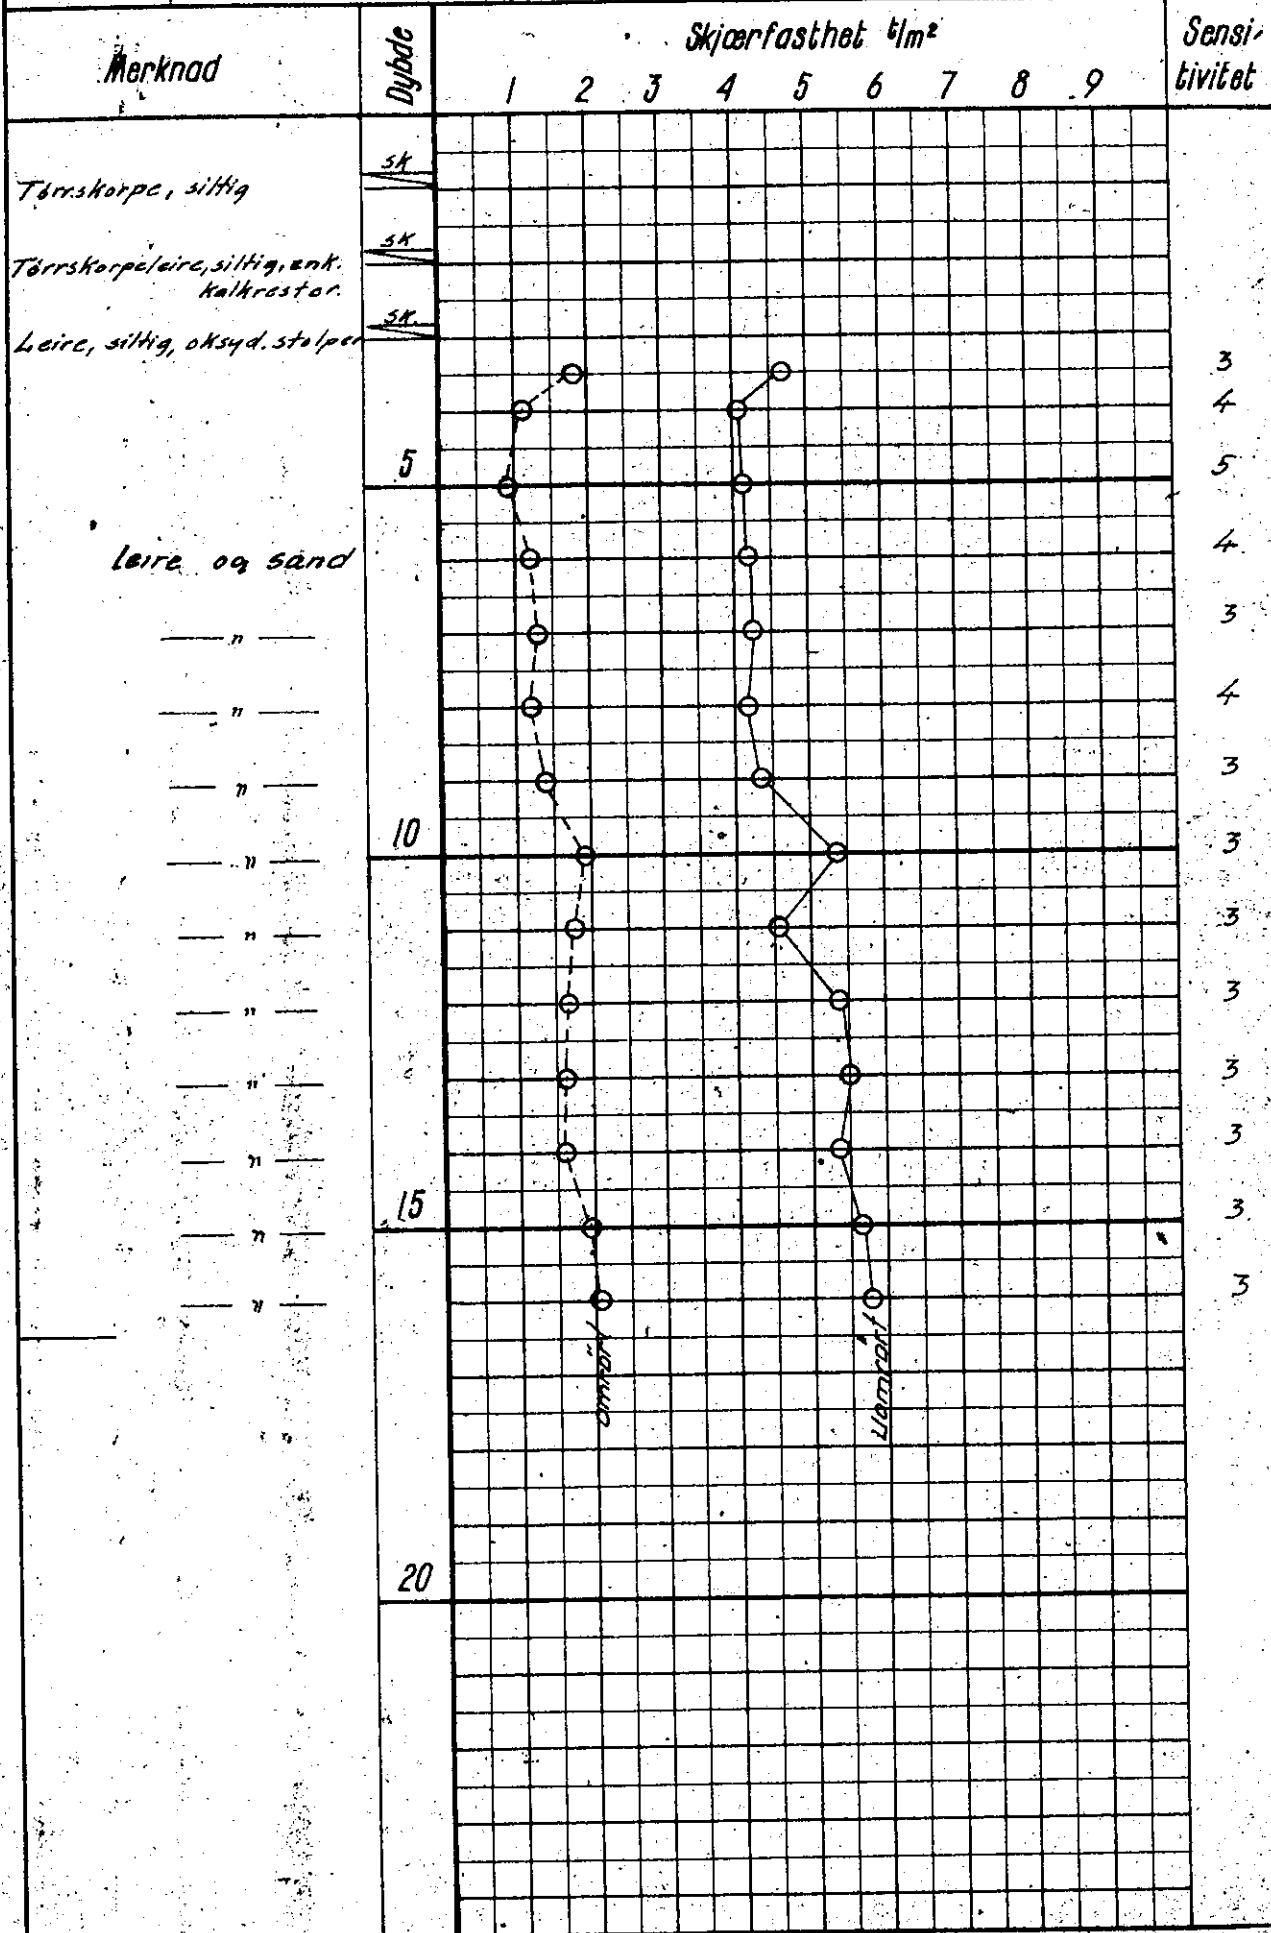 Merknad
Dybde
Skjærfasthet t/m²
Sensi-
tivitet
1 2 3 4 5 6 7 8 9
sk
Tørrskorpe, siltig
sk
Tørrskorpeleire, siltig, enk.
kalkrester.
sk.
Leire, siltig, oksyd. stolper
3
4
5
5
leire og sand
4
— " —
3
— " —
4
— " —
3
10
— " —
3
— " —
3
— " —
3
— " —
3
— " —
3
15
— " —
3
— " —
3
omrört
Uomrört
20